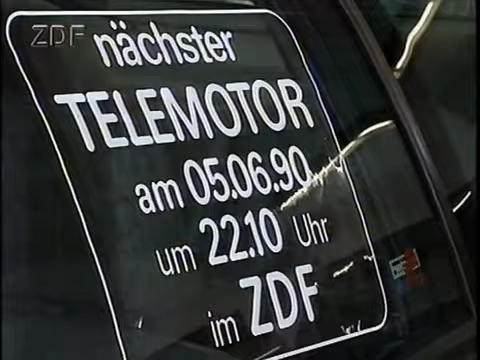 ZDF
nächster
TELEMOTOR
am 05.06.90
um 22.10 Uhr
im ZDF